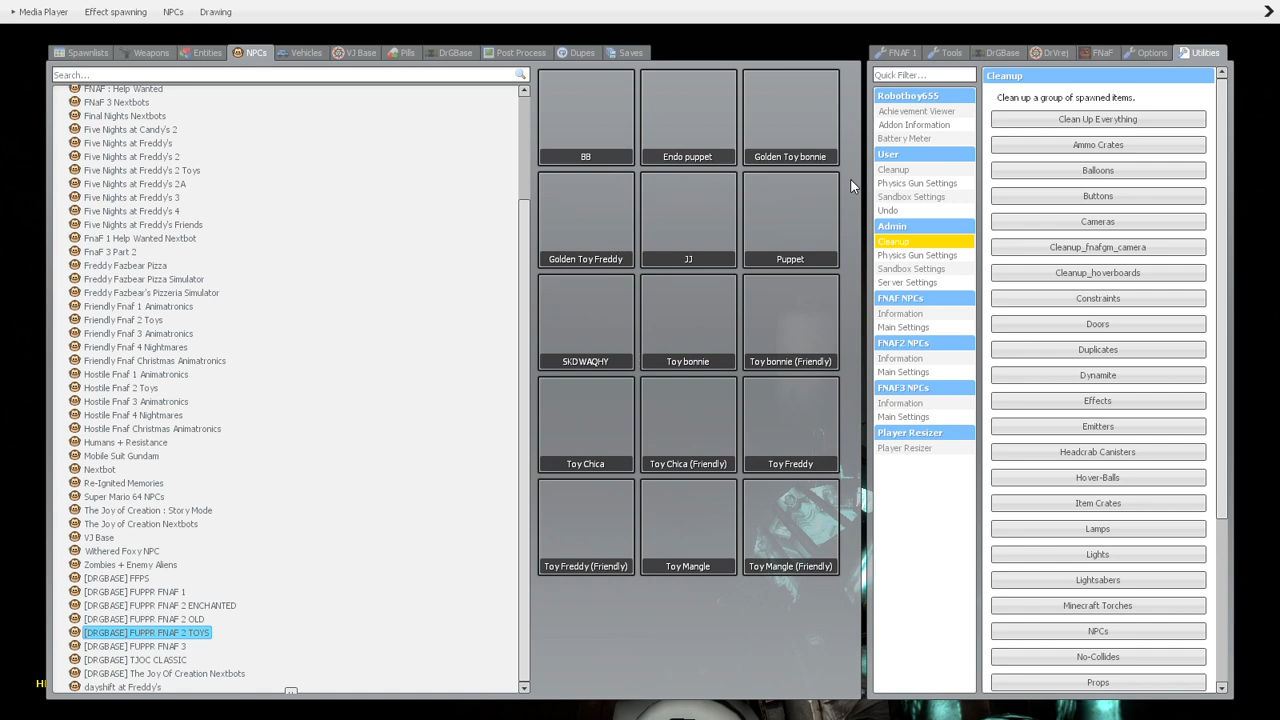 Media Player Effect spawning NPCs Drawing
Spawnlists Weapons Entities NPCs Vehicles VJ Base Pills DrGBase Post Process Dupes Saves
Search...
FNAF : Help Wanted
FNaF 3 Nextbots
Final Nights Nextbots
Five Nights at Candy's 2
Five Nights at Freddy's
Five Nights at Freddy's 2
Five Nights at Freddy's 2 Toys
Five Nights at Freddy's 2A
Five Nights at Freddy's 3
Five Nights at Freddy's 4
Five Nights at Freddy's Friends
FnaF 1 Help Wanted Nextbot
FnaF 3 Part 2
Freddy Fazbear Pizza
Freddy Fazbear Pizza Simulator
Freddy Fazbear's Pizzeria Simulator
Friendly Fnaf 1 Animatronics
Friendly Fnaf 2 Toys
Friendly Fnaf 3 Animatronics
Friendly Fnaf 4 Nightmares
Friendly Fnaf Christmas Animatronics
Hostile Fnaf 1 Animatronics
Hostile Fnaf 2 Toys
Hostile Fnaf 3 Animatronics
Hostile Fnaf 4 Nightmares
Hostile Fnaf Christmas Animatronics
Humans + Resistance
Mobile Suit Gundam
Nextbot
Re-Ignited Memories
Super Mario 64 NPCs
The Joy of Creation : Story Mode
The Joy of Creation Nextbots
VJ Base
Withered Foxy NPC
Zombies + Enemy Aliens
[DRGBASE] FFPS
[DRGBASE] FUPPR FNAF 1
[DRGBASE] FUPPR FNAF 2 ENCHANTED
[DRGBASE] FUPPR FNAF 2 OLD
[DRGBASE] FUPPR FNAF 2 TOYS
[DRGBASE] FUPPR FNAF 3
[DRGBASE] TJOC CLASSIC
[DRGBASE] The Joy Of Creation Nextbots
dayshift at Freddy's
BB Endo puppet Golden Toy bonnie
Golden Toy Freddy JJ Puppet
SKDWAQHY Toy bonnie Toy bonnie (Friendly)
Toy Chica Toy Chica (Friendly) Toy Freddy
Toy Freddy (Friendly) Toy Mangle Toy Mangle (Friendly)
FNAF 1 Tools DRGBase DrVrej FNaF Options Utilities
Quick Filter...
Robotboy655
Achievement Viewer
Addon Information
Battery Meter
User
Cleanup
Physics Gun Settings
Sandbox Settings
Undo
Admin
Cleanup
Physics Gun Settings
Sandbox Settings
Server Settings
FNAF NPCs
Information
Main Settings
FNAF2 NPCs
Information
Main Settings
FNAF3 NPCs
Information
Main Settings
Player Resizer
Player Resizer
Cleanup
Clean up a group of spawned items.
Clean Up Everything
Ammo Crates
Balloons
Buttons
Cameras
Cleanup_fnafgm_camera
Cleanup_hoverboards
Constraints
Doors
Duplicates
Dynamite
Effects
Emitters
Headcrab Canisters
Hover-Balls
Item Crates
Lamps
Lights
Lightsabers
Minecraft Torches
NPCs
No-Collides
Props